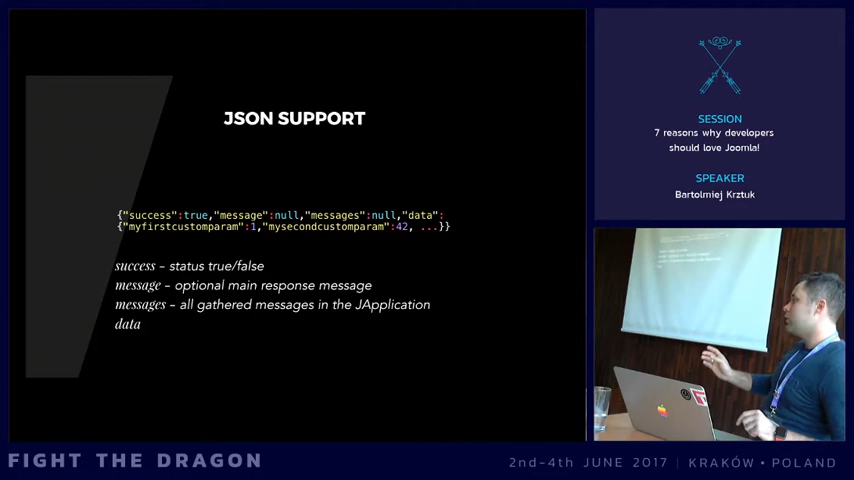 JSON SUPPORT
{"success":true,"message":null,"messages":null,"data":
{"myfirstcustomparam":1,"mysecondcustomparam":42, ...}}
success – status true/false
message – optional main response message
messages – all gathered messages in the JApplication
data
SESSION
7 reasons why developers
should love Joomla!
SPEAKER
Bartolmiej Krztuk
FIGHT THE DRAGON
2nd-4th JUNE 2017 | KRAKÓW • POLAND